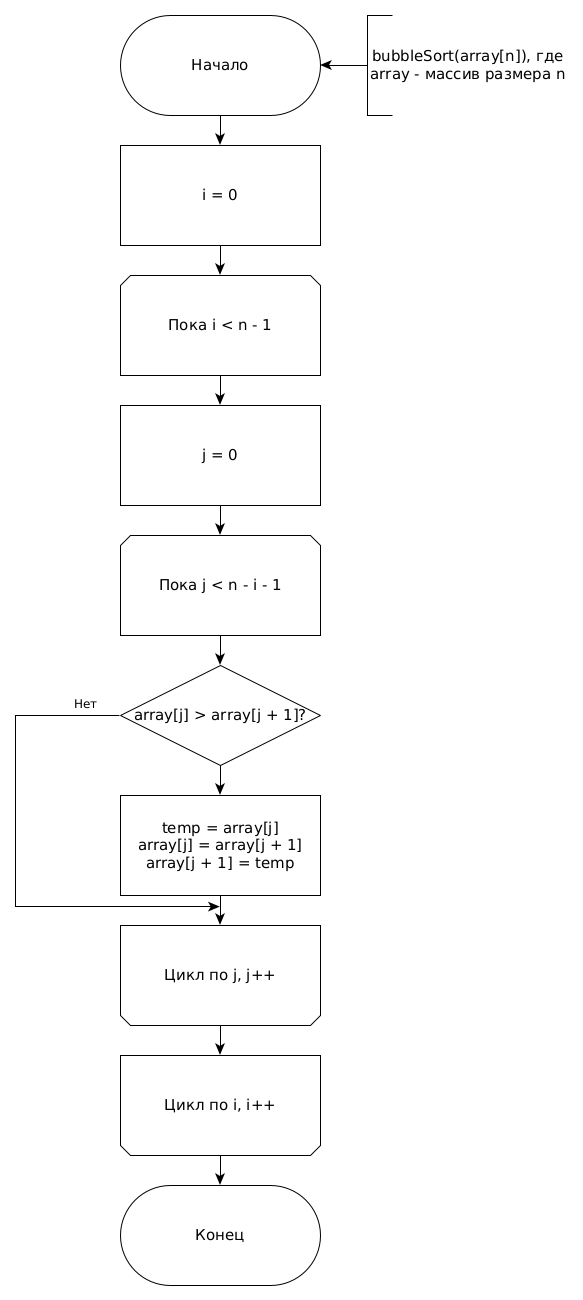 Начало
bubbleSort(array[n]), где
array - массив размера n
i = 0
Пока i < n - 1
j = 0
Пока j < n - i - 1
Нет
array[j] > array[j + 1]?
temp = array[j]
array[j] = array[j + 1]
array[j + 1] = temp
Цикл по j, j++
Цикл по i, i++
Конец